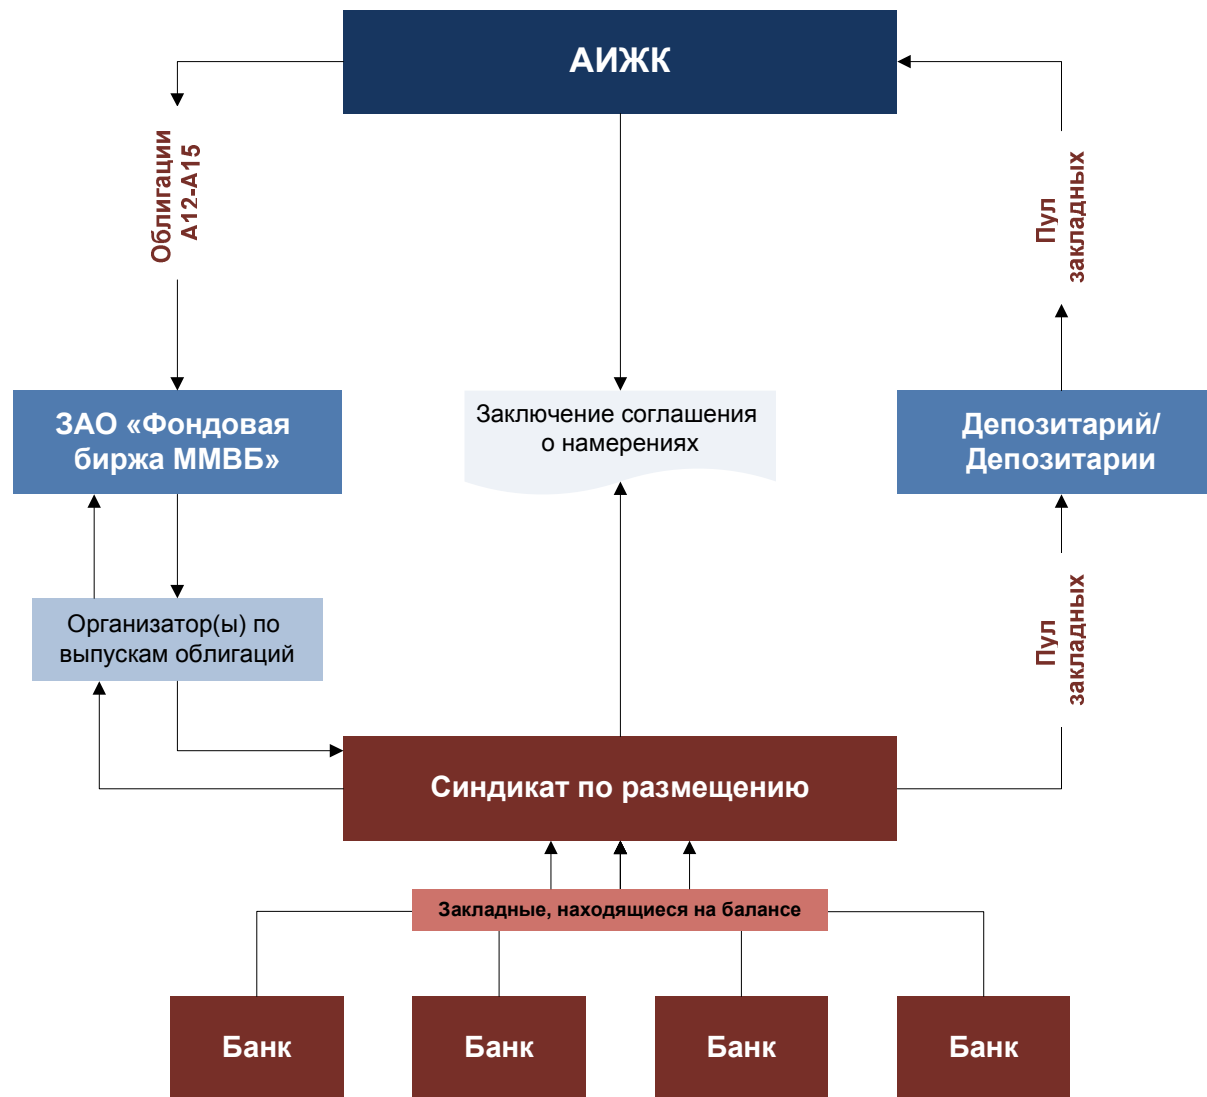 АИЖК
Облигации
А12-А15
Пул
закладных
ЗАО «Фондовая
биржа ММВБ»
Заключение соглашения
о намерениях
Депозитарий/
Депозитарии
Организатор(ы) по
выпускам облигаций
Пул
закладных
Синдикат по размещению
Закладные, находящиеся на балансе
Банк
Банк
Банк
Банк